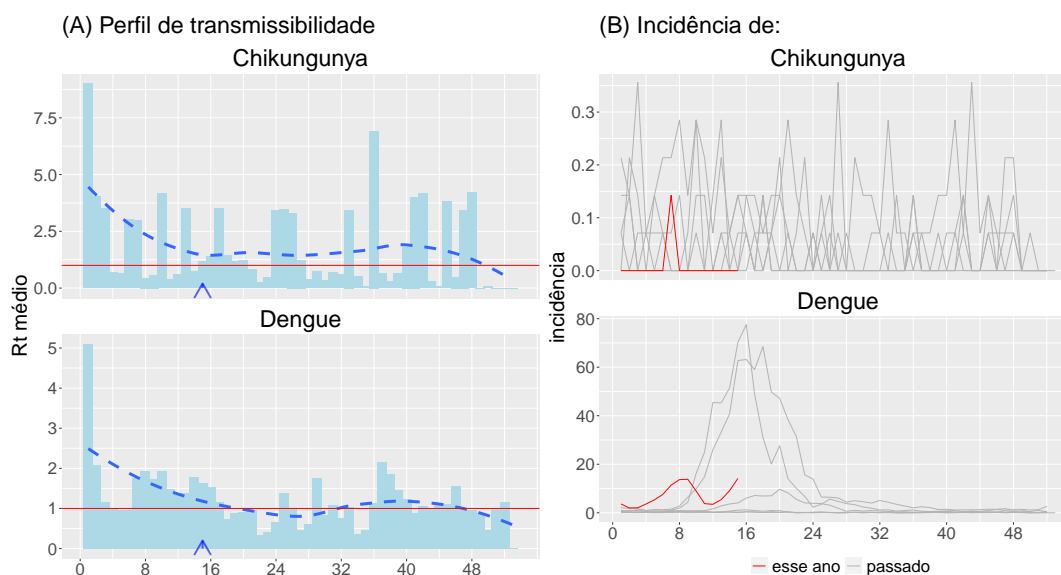 (A) Perfil de transmissibilidade
(B) Incidência de:
Chikungunya
Chikungunya
7.5
5.0
2.5
0.0
0.3
0.2
0.1
0.0
Dengue
Dengue
5
4
3
2
1
0
80
60
40
20
0
Rt médio
incidência
0 8 16 24 32 40 48
0 8 16 24 32 40 48
esse ano passado